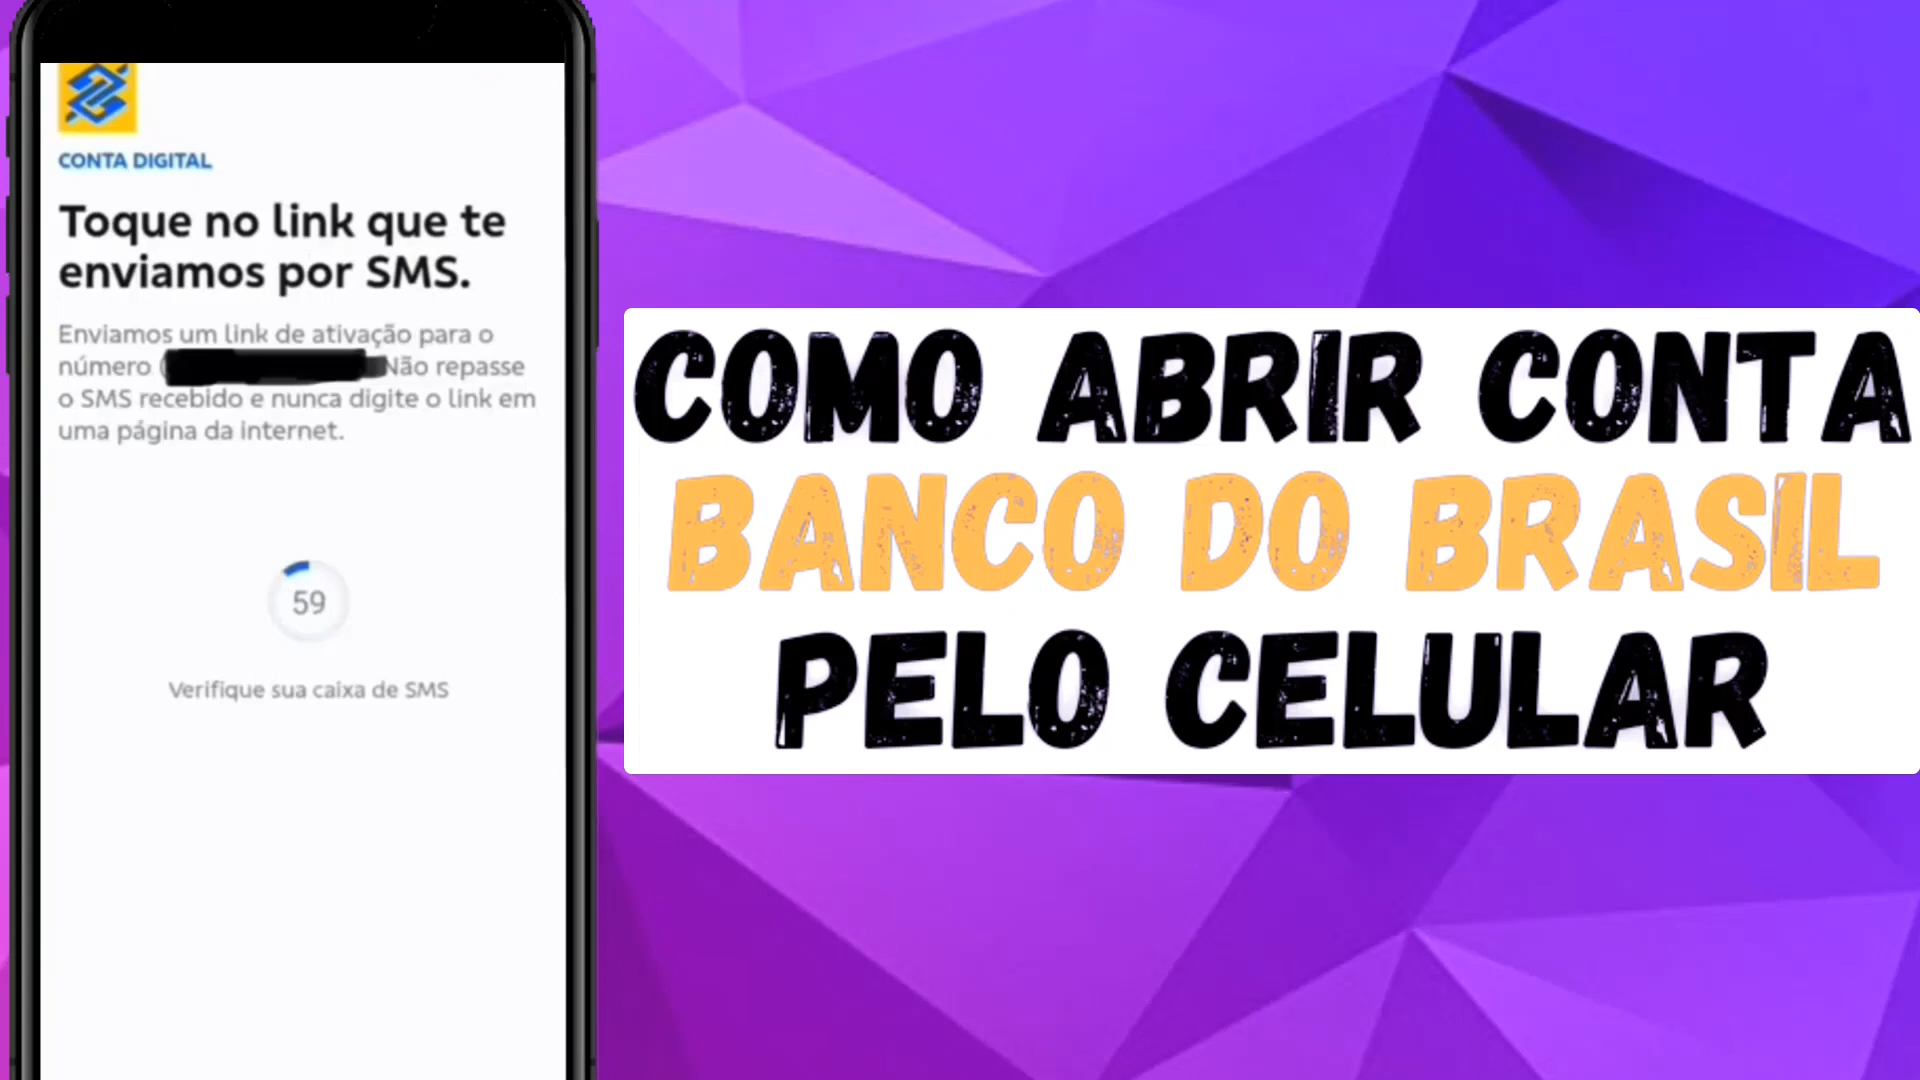 CONTA DIGITAL
Toque no link que te
enviamos por SMS.
Enviamos um link de ativação para o
número ( Não repasse
o SMS recebido e nunca digite o link em
uma página da internet.
59
Verifique sua caixa de SMS
COMO ABRIR CONTA
BANCO DO BRASIL
PELO CELULAR